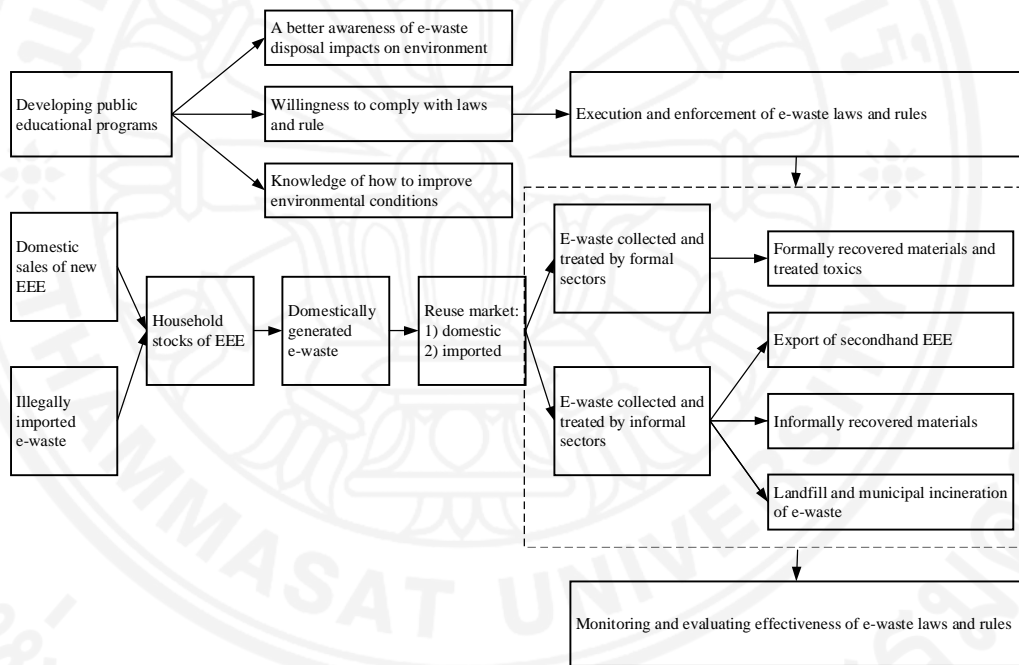 A better awareness of e-waste
disposal impacts on environment
Developing public
educational programs
Willingness to comply with laws
and rule
Execution and enforcement of e-waste laws and rules
Knowledge of how to improve
environmental conditions
Domestic
sales of new
EEE
Illegally
imported
e-waste
Household
stocks of EEE
Domestically
generated
e-waste
Reuse market:
1) domestic
2) imported
E-waste collected and
treated by formal
sectors
Formally recovered materials and
treated toxics
E-waste collected and
treated by informal
sectors
Export of secondhand EEE
Informally recovered materials
Landfill and municipal incineration
of e-waste
Monitoring and evaluating effectiveness of e-waste laws and rules
THAMMASAT UNIVERSITY